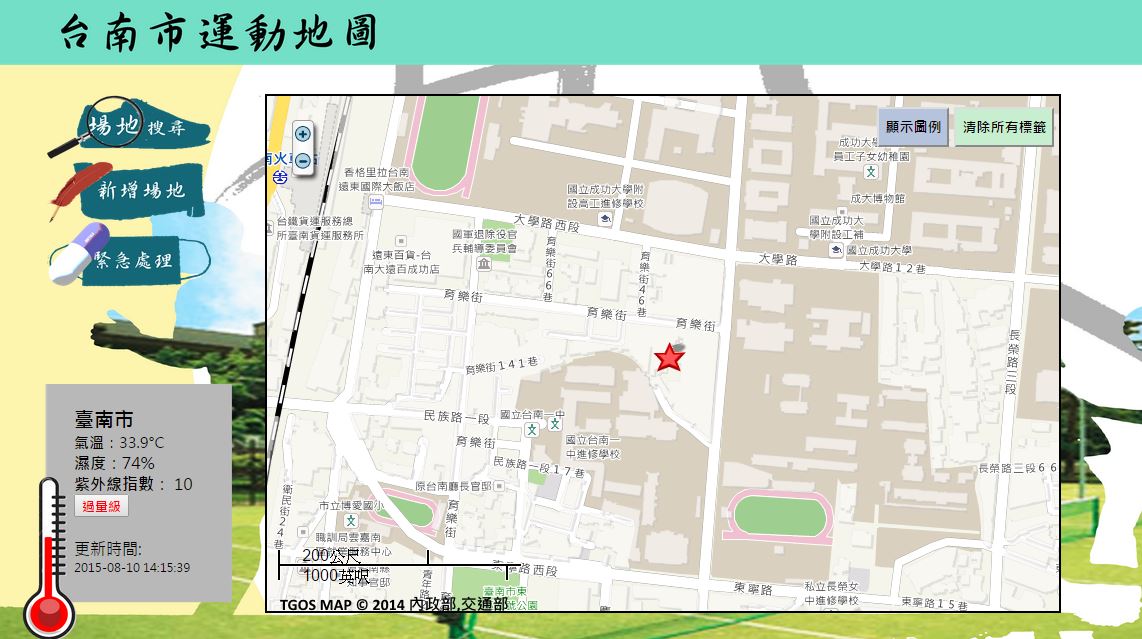 台南市運動地圖
場地搜尋
新增場地
緊急處理
顯示圖例
清除所有標籤
香格里拉台南
遠東國際大飯店
台鐵貨運服務總
所臺南貨運服務所
遠東百貨-台
南大遠百成功店
國軍退除役官
兵輔導委員會
國立成功大學附
設高工進修學校
員工子女幼稚園
成大博物館
國立成功大
學附設工補
國立成功大學
大學路西段
大學路
大學路12巷
育樂街66巷
育樂街46巷
育樂街
育樂街
育樂街
育樂街141巷
長榮路三段
民族路一段
國立台南一中
育樂街
國立台南一
中進修學校
民族路一段17巷
長榮路三段66
原台南廳長官邸
市立博愛國小
育樂街
衛民街24巷
職訓局雲嘉南
東寧路西段
東寧路
東寧路15巷
私立長榮女
中進修學校
臺南市東
200公尺
1000英呎
TGOS MAP © 2014 內政部,交通部
臺南市
氣溫：33.9°C
濕度：74%
紫外線指數： 10
過量級
更新時間:
2015-08-10 14:15:39